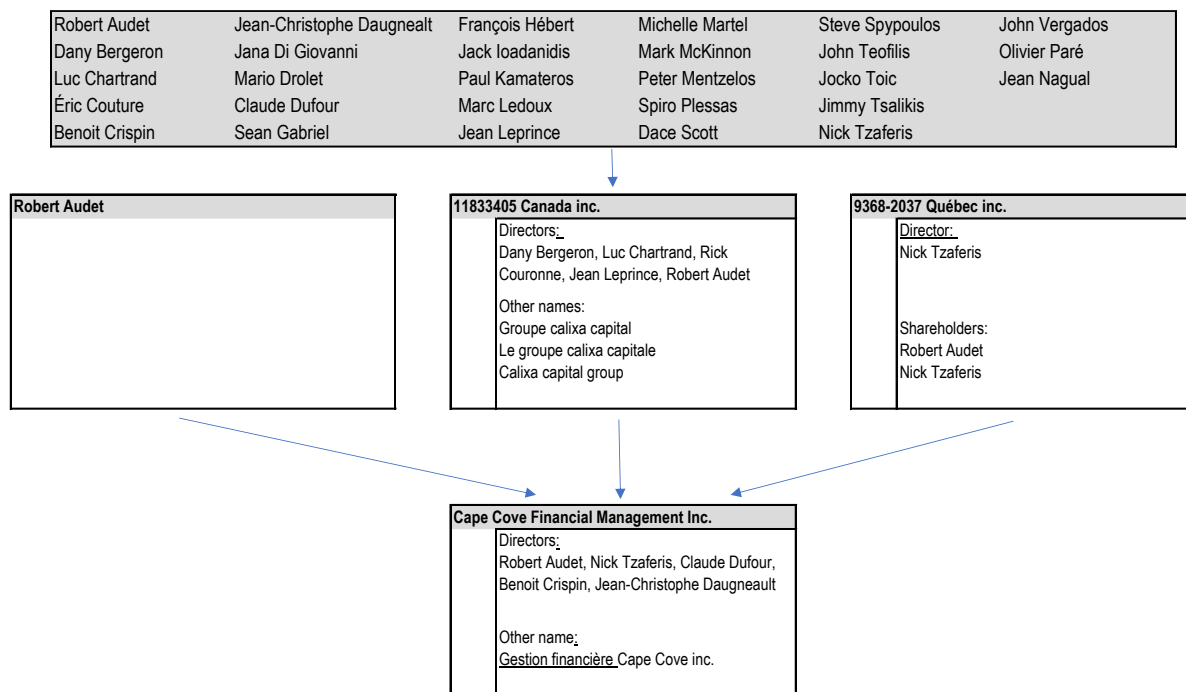 Robert Audet Jean-Christophe Daugnealt François Hébert Michelle Martel Steve Spypoulos John Vergados
Dany Bergeron Jana Di Giovanni Jack Ioadanidis Mark McKinnon John Teofilis Olivier Paré
Luc Chartrand Mario Drolet Paul Kamateros Peter Mentzelos Jocko Toic Jean Nagual
Éric Couture Claude Dufour Marc Ledoux Spiro Plessas Jimmy Tsalikis
Benoit Crispin Sean Gabriel Jean Leprince Dace Scott Nick Tzaferis
Robert Audet
11833405 Canada inc.
Directors:
Dany Bergeron, Luc Chartrand, Rick
Couronne, Jean Leprince, Robert Audet
Other names:
Groupe calixa capital
Le groupe calixa capitale
Calixa capital group
9368-2037 Québec inc.
Director:
Nick Tzaferis
Shareholders:
Robert Audet
Nick Tzaferis
Cape Cove Financial Management Inc.
Directors:
Robert Audet, Nick Tzaferis, Claude Dufour,
Benoit Crispin, Jean-Christophe Daugneault
Other name:
Gestion financière Cape Cove inc.